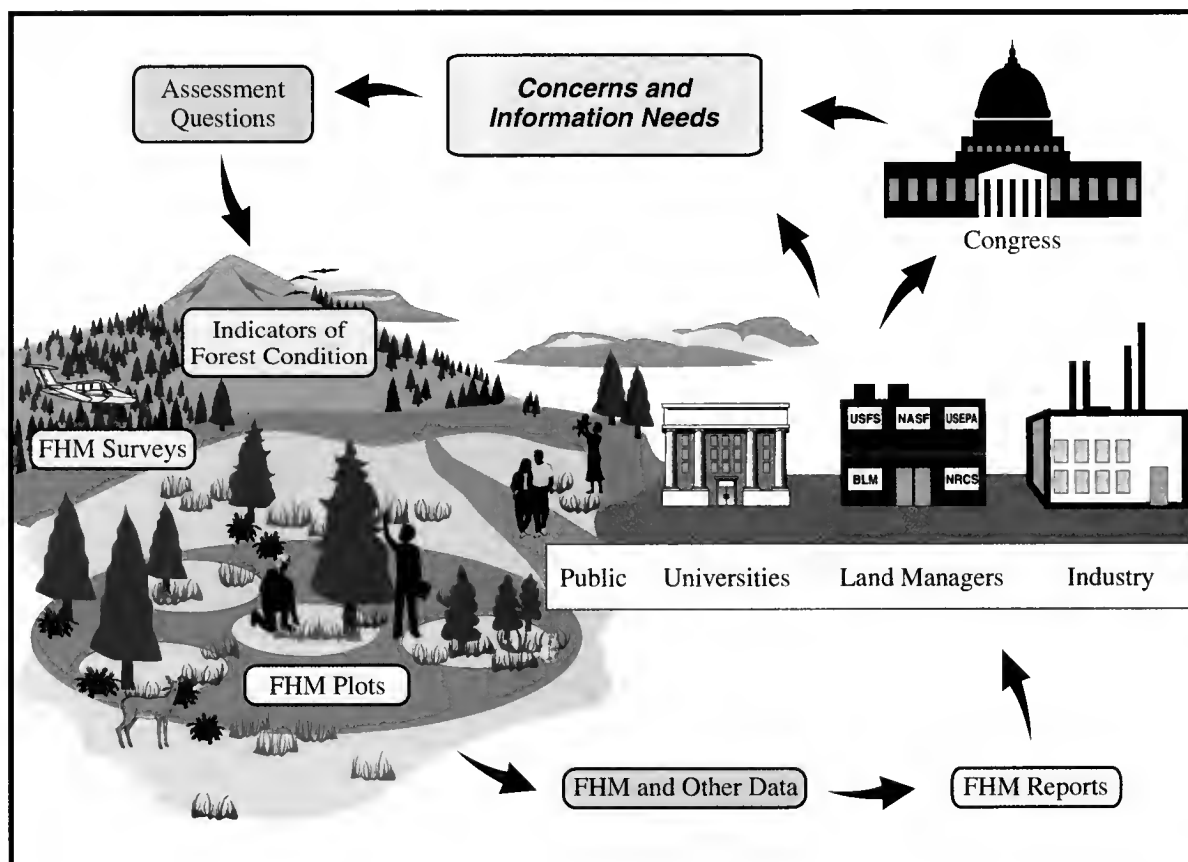 Assessment
Questions
Concerns and
Information Needs
Congress
Indicators of
Forest Condition
FHM Surveys
USFS NASF USEPA
BLM NRCS
Public Universities Land Managers Industry
FHM Plots
FHM and Other Data
FHM Reports